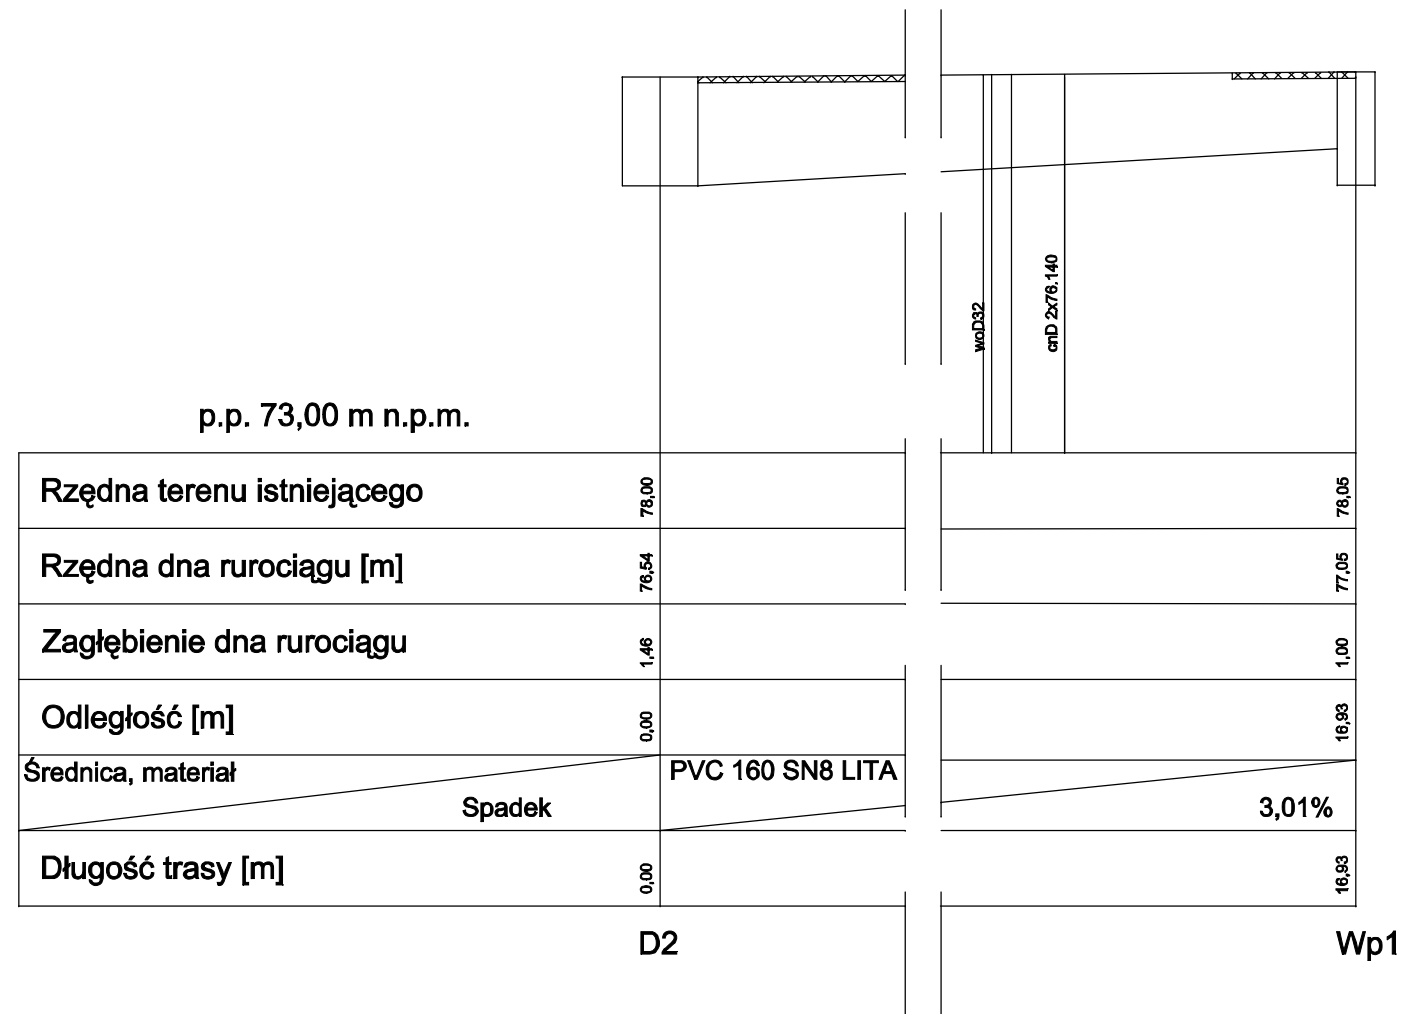 woD32
cnD 2x76.140
p.p. 73,00 m n.p.m.
Rzędna terenu istniejącego 78,00 78,05
Rzędna dna rurociągu [m] 76,54 77,05
Zagłębienie dna rurociągu 1,46 1,00
Odległość [m] 0,00 16,93
Średnica, materiał PVC 160 SN8 LITA
Spadek 3,01%
Długość trasy [m] 0,00 16,93
D2 Wp1